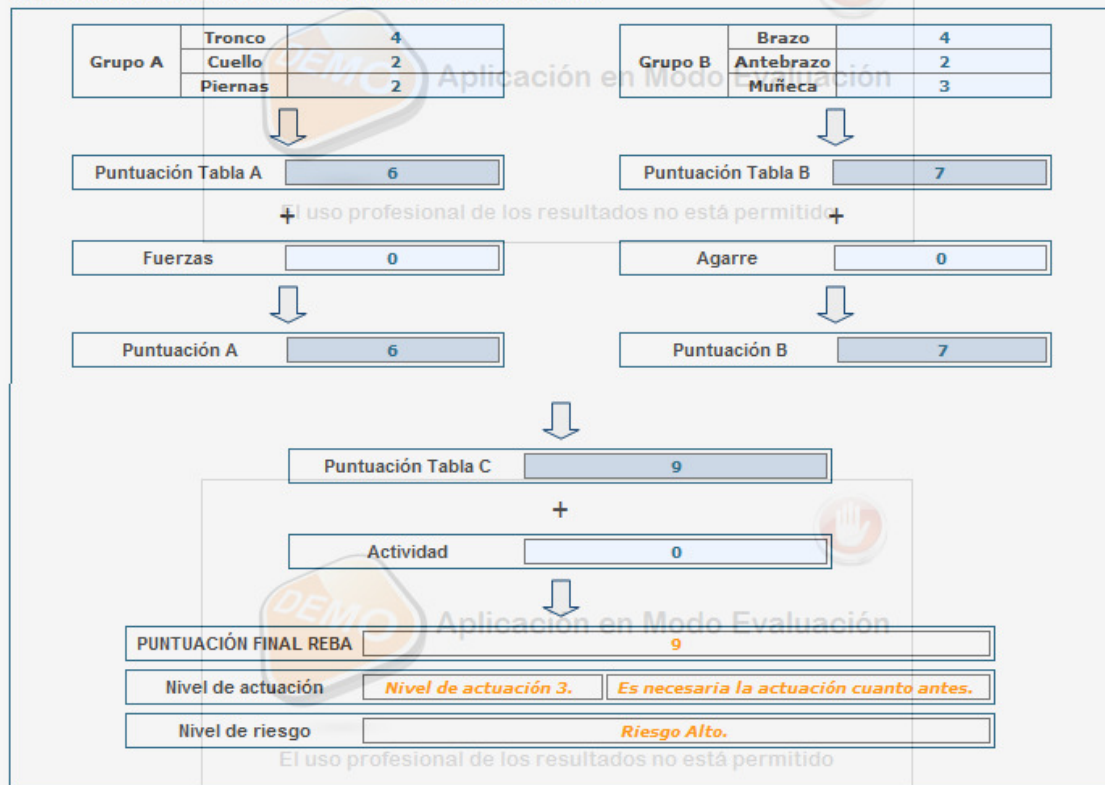 Grupo A
Tronco 4
Cuello 2
Piernas 2
Grupo B
Brazo 4
Antebrazo 2
Muñeca 3
DEMO
Aplicación en Modo Evaluación
Puntuación Tabla A 6
Puntuación Tabla B 7
El uso profesional de los resultados no está permitido
+ +
Fuerzas 0
Agarre 0
Puntuación A 6
Puntuación B 7
Puntuación Tabla C 9
+
Actividad 0
DEMO
Aplicación en Modo Evaluación
PUNTUACIÓN FINAL REBA 9
Nivel de actuación Nivel de actuación 3. Es necesaria la actuación cuanto antes.
Nivel de riesgo Riesgo Alto.
El uso profesional de los resultados no está permitido